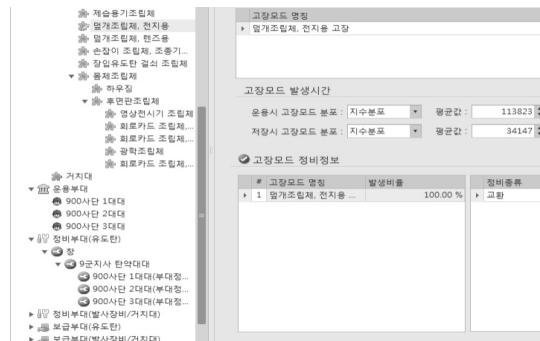 제습용기조립체
덮개조립체, 전지용
덮개조립체, 렌즈용
손잡이 조립체, 조종기...
장입유도탄 걸쇠 조립체
몸체조립체
하우징
후면판조립체
영상전시기 조립체
회로카드 조립체,...
회로카드 조립체,...
광학조립체
회로카드 조립체,...
거치대
운용부대
900사단 1대대
900사단 2대대
900사단 3대대
정비부대(유도탄)
창
9군지사 탄약대대
900사단 1대대(부대정...
900사단 2대대(부대정...
900사단 3대대(부대정...
정비부대(발사장비/거치대)
보급부대(유도탄)
보급부대(발사장비/거치대)
고장모드 명칭
덮개조립체, 전지용 고장
고장모드 발생시간
운용시 고장모드 분포 : 지수분포 평균값 : 113823
저장시 고장모드 분포 : 지수분포 평균값 : 34147
고장모드 정비정보
# 고장모드 명칭 발생비율
1 덮개조립체, 전지용 ... 100.00 %
정비종류
교환